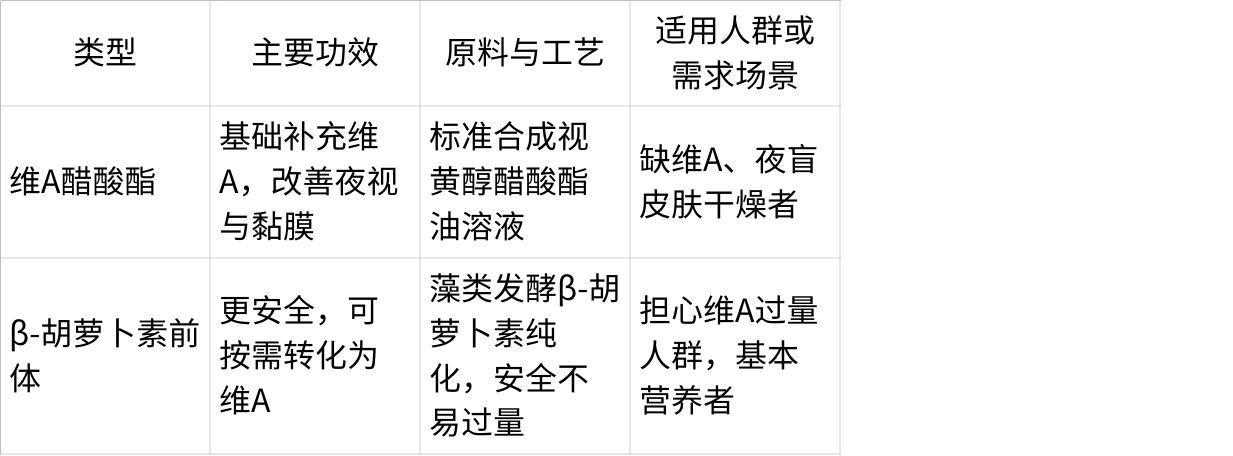 类型
主要功效
原料与工艺
适用人群或
需求场景
维A醋酸酯
基础补充维
A，改善夜视
与黏膜
标准合成视
黄醇醋酸酯
油溶液
缺维A、夜盲
皮肤干燥者
β-胡萝卜素前
体
更安全，可
按需转化为
维A
藻类发酵β-胡
萝卜素纯
化，安全不
易过量
担心维A过量
人群，基本
营养者